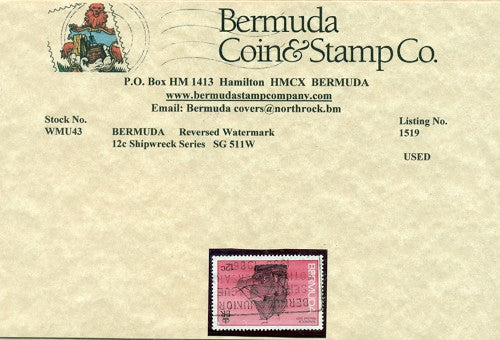 Bermuda
Coin&Stamp Co.
P.O. Box HM 1413 Hamilton HMCX BERMUDA
www.bermudastampcompany.com
Email: Bermuda covers@northrock.bm
Stock No.
Listing No.
WMU43
BERMUDA Reversed Watermark
1519
12c Shipwreck Series SG 511W
USED
BERMUDA
12c